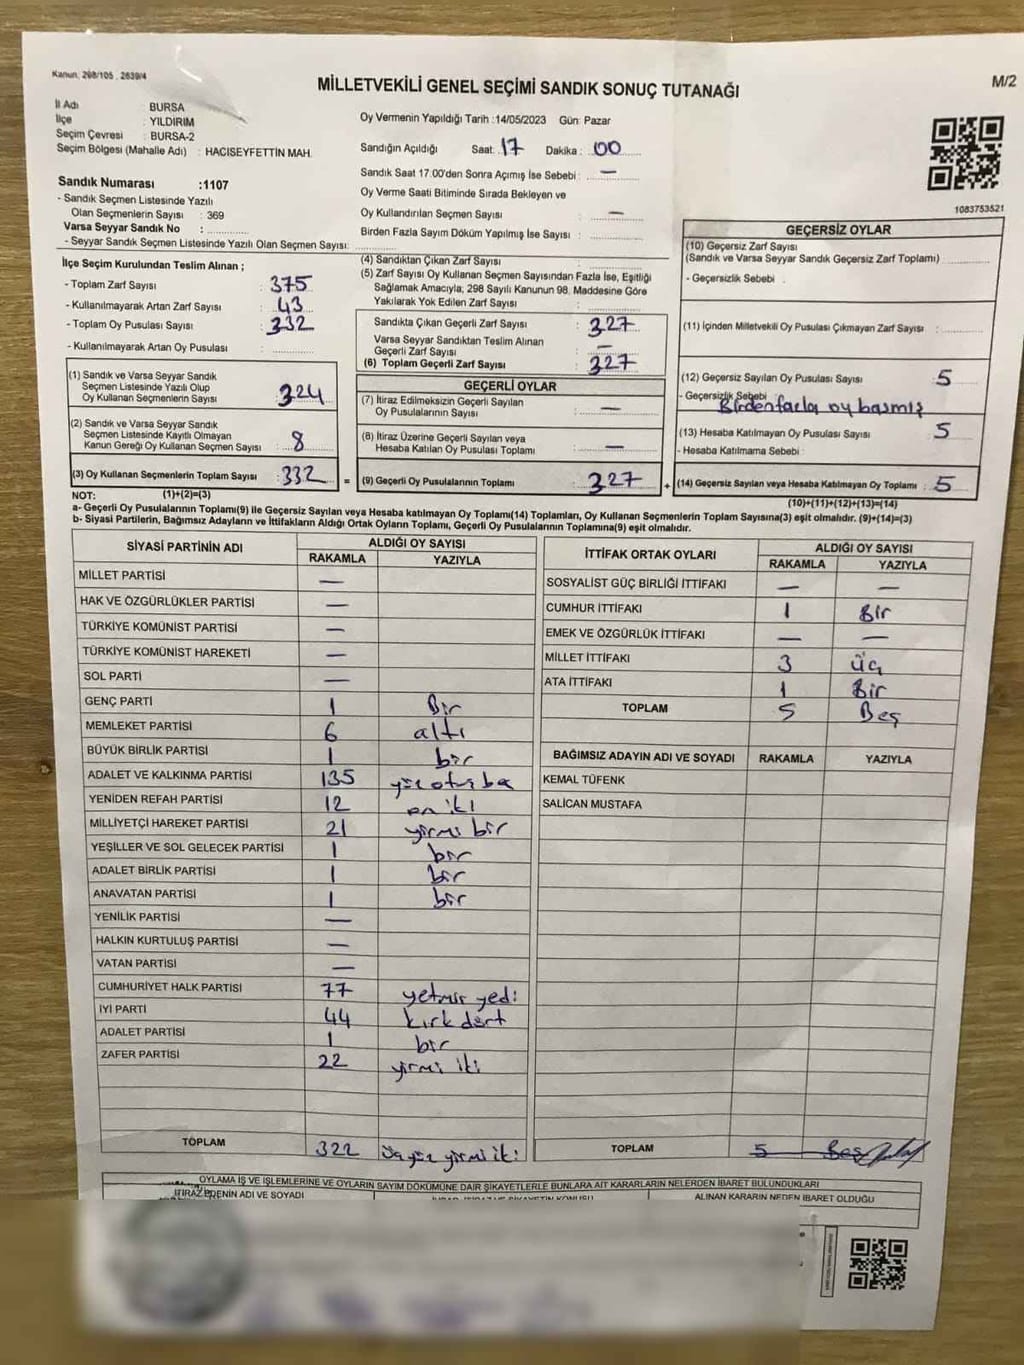 Kanun, 298/105 , 2839/4
MİLLETVEKİLİ GENEL SEÇİMİ SANDIK SONUÇ TUTANAĞI
M/2
İl Adı : BURSA
İlçe : YILDIRIM
Seçim Çevresi : BURSA-2
Seçim Bölgesi (Mahalle Adı) : HACISEYFETTİN MAH.
Oy Vermenin Yapıldığı Tarih :14/05/2023 Gün: Pazar
Sandığın Açıldığı Saat: 17 Dakika : 00
Sandık Saat 17:00'den Sonra Açımış İse Sebebi : —
Oy Verme Saati Bitiminde Sırada Bekleyen ve
Oy Kullandırılan Seçmen Sayısı : —
Birden Fazla Sayım Döküm Yapılmış İse Sayısı :
1083753521
Sandık Numarası :1107
- Sandık Seçmen Listesinde Yazılı
Olan Seçmenlerin Sayısı : 369
Varsa Seyyar Sandık No :
- Seyyar Sandık Seçmen Listesinde Yazılı Olan Seçmen Sayısı:
İlçe Seçim Kurulundan Teslim Alınan ;
- Toplam Zarf Sayısı : 375
- Kullanılmayarak Artan Zarf Sayısı : 43
- Toplam Oy Pusulası Sayısı : 332
- Kullanılmayarak Artan Oy Pusulası :
(1) Sandık ve Varsa Seyyar Sandık
Seçmen Listesinde Yazılı Olup
Oy Kullanan Seçmenlerin Sayısı : 324
(2) Sandık ve Varsa Seyyar Sandık
Seçmen Listesinde Kayıtlı Olmayan
Kanun Gereği Oy Kullanan Seçmen Sayısı : 8
(3) Oy Kullanan Seçmenlerin Toplam Sayısı : 332 =
(4) Sandıktan Çıkan Zarf Sayısı :
(5) Zarf Sayısı Oy Kullanan Seçmen Sayısından Fazla İse, Eşitliği
Sağlamak Amacıyla; 298 Sayılı Kanunun 98. Maddesine Göre
Yakılarak Yok Edilen Zarf Sayısı :
Sandıkta Çıkan Geçerli Zarf Sayısı : 327
Varsa Seyyar Sandıktan Teslim Alınan
Geçerli Zarf Sayısı : —
(6) Toplam Geçerli Zarf Sayısı : 327
GEÇERLİ OYLAR
(7) İtiraz Edilmeksizin Geçerli Sayılan
Oy Pusulalarının Sayısı : —
(8) İtiraz Üzerine Geçerli Sayılan veya
Hesaba Katılan Oy Pusulası Toplamı : —
(9) Geçerli Oy Pusulalarının Toplamı : 327 +
GEÇERSİZ OYLAR
(10) Geçersiz Zarf Sayısı
(Sandık ve Varsa Seyyar Sandık Geçersiz Zarf Toplamı) :
- Geçersizlik Sebebi :
(11) İçinden Milletvekili Oy Pusulası Çıkmayan Zarf Sayısı :
(12) Geçersiz Sayılan Oy Pusulası Sayısı : 5
- Geçersizlik Sebebi : Birden fazla oy basmış
(13) Hesaba Katılmayan Oy Pusulası Sayısı : 5
- Hesaba Katılmama Sebebi :
(14) Geçersiz Sayılan veya Hesaba Katılmayan Oy Toplamı : 5
NOT: (1)+(2)=(3)
(10)+(11)+(12)+(13)=(14)
a- Geçerli Oy Pusulalarının Toplamı(9) ile Geçersiz Sayılan veya Hesaba katılmayan Oy Toplamı(14) Toplamları, Oy Kullanan Seçmenlerin Toplam Sayısına(3) eşit olmalıdır. (9)+(14)=(3)
b- Siyasi Partilerin, Bağımsız Adayların ve İttifakların Aldığı Ortak Oyların Toplamı, Geçerli Oy Pusulalarının Toplamına(9) eşit olmalıdır.
SİYASİ PARTİNİN ADI ALDIĞI OY SAYISI
RAKAMLA YAZIYLA
MİLLET PARTİSİ —
HAK VE ÖZGÜRLÜKLER PARTİSİ —
TÜRKİYE KOMÜNİST PARTİSİ —
TÜRKİYE KOMÜNİST HAREKETİ —
SOL PARTİ —
GENÇ PARTİ 1 Bir
MEMLEKET PARTİSİ 6 altı
BÜYÜK BİRLİK PARTİSİ 1 bir
ADALET VE KALKINMA PARTİSİ 135
YENİDEN REFAH PARTİSİ 12 on iki
MİLLİYETÇİ HAREKET PARTİSİ 21 yirmi bir
YEŞİLLER VE SOL GELECEK PARTİSİ 1 bir
ADALET BİRLİK PARTİSİ 1 bir
ANAVATAN PARTİSİ 1 bir
YENİLİK PARTİSİ —
HALKIN KURTULUŞ PARTİSİ —
VATAN PARTİSİ —
CUMHURİYET HALK PARTİSİ 77 yetmiş yedi
İYİ PARTİ 44 kırk dört
ADALET PARTİSİ 1 bir
ZAFER PARTİSİ 22 yirmi iki
TOPLAM 322 üçyüz yirmi iki
İTTİFAK ORTAK OYLARI ALDIĞI OY SAYISI
RAKAMLA YAZIYLA
SOSYALİST GÜÇ BİRLİĞİ İTTİFAKI — —
CUMHUR İTTİFAKI 1 Bir
EMEK VE ÖZGÜRLÜK İTTİFAKI — —
MİLLET İTTİFAKI 3 üç
ATA İTTİFAKI 1 Bir
TOPLAM 5 Beş
BAĞIMSIZ ADAYIN ADI VE SOYADI RAKAMLA YAZIYLA
KEMAL TÜFENK
SALİCAN MUSTAFA
TOPLAM 5 Beş
OYLAMA İŞ VE İŞLEMLERİNE VE OYLARIN SAYIM DÖKÜMÜNE DAİR ŞİKAYETLERLE BUNLARA AİT KARARLARIN NELERDEN İBARET BULUNDUKLARI
İTİRAZ EDENİN ADI VE SOYADI
ALINAN KARARIN NEDEN İBARET OLDUĞU